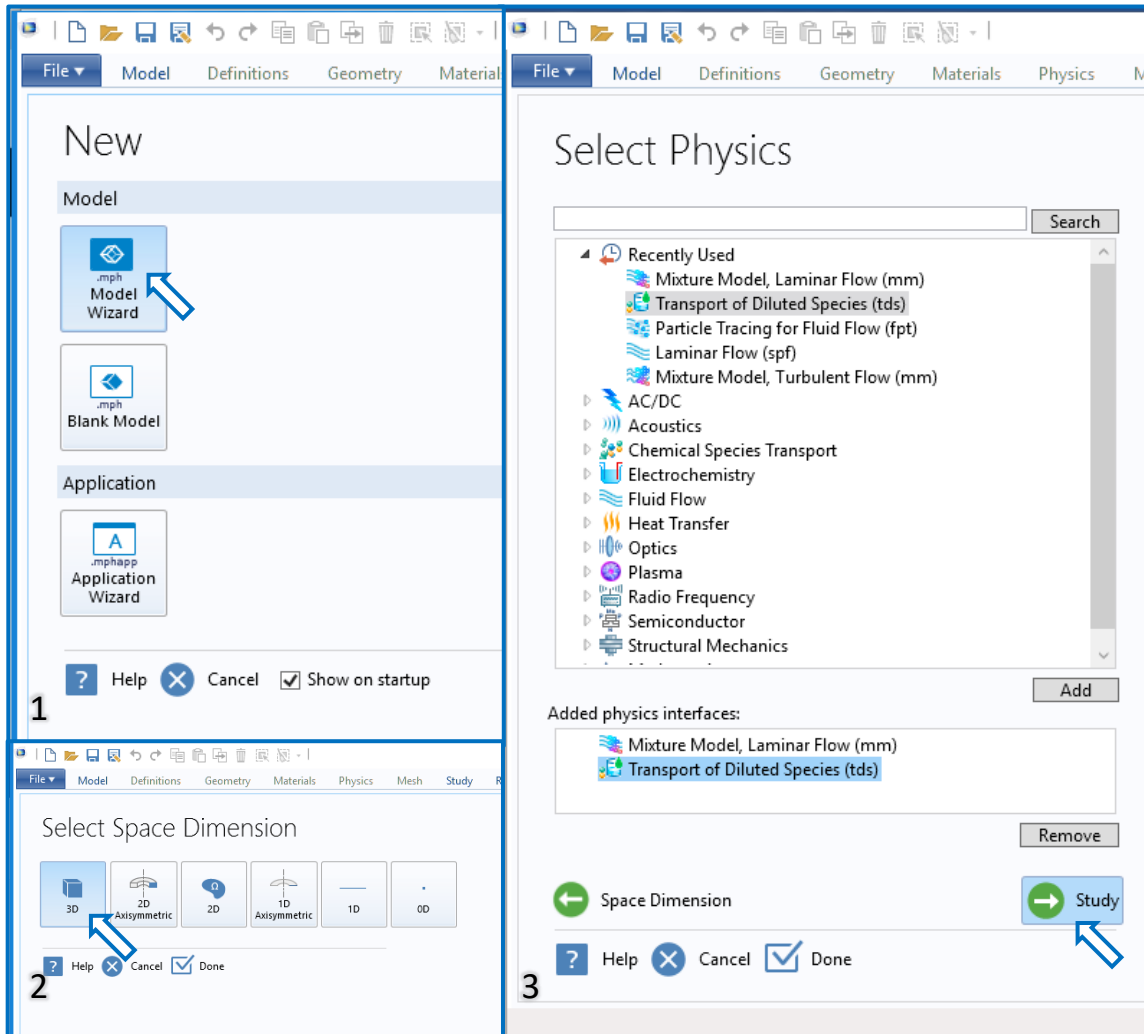 File ▾ Model Definitions Geometry Material
New
Model
.mph
Model
Wizard
.mph
Blank Model
Application
A
.mphapp
Application
Wizard
? Help Cancel Show on startup
1
File ▾ Model Definitions Geometry Materials Physics Mesh Study R
Select Space Dimension
3D
2D
Axisymmetric
Ω
2D
1D
Axisymmetric
1D
0D
? Help Cancel Done
2
File ▾ Model Definitions Geometry Materials Physics M
Select Physics
Search
Recently Used
Mixture Model, Laminar Flow (mm)
Transport of Diluted Species (tds)
Particle Tracing for Fluid Flow (fpt)
Laminar Flow (spf)
Mixture Model, Turbulent Flow (mm)
AC/DC
Acoustics
Chemical Species Transport
Electrochemistry
Fluid Flow
Heat Transfer
Optics
Plasma
Radio Frequency
Semiconductor
Structural Mechanics
Add
Added physics interfaces:
Mixture Model, Laminar Flow (mm)
Transport of Diluted Species (tds)
Remove
Space Dimension Study
? Help Cancel Done
3